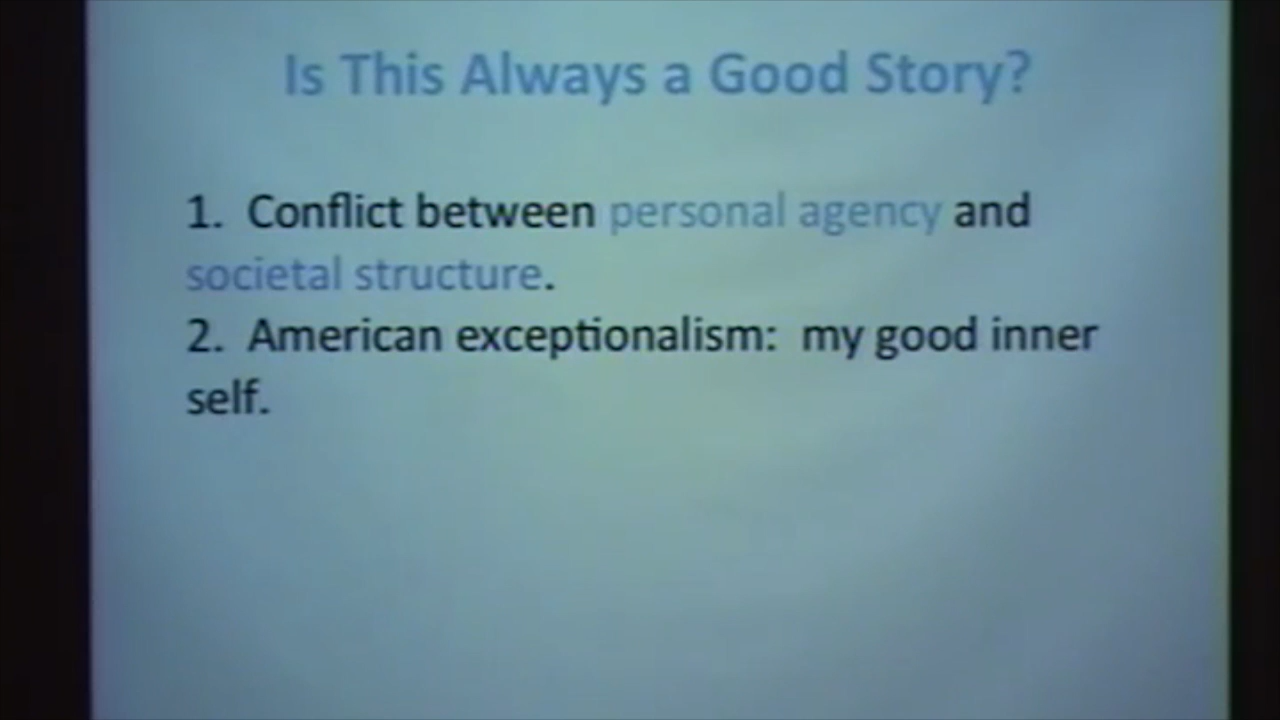 Is This Always a Good Story?
1. Conflict between personal agency and
societal structure.
2. American exceptionalism: my good inner
self.